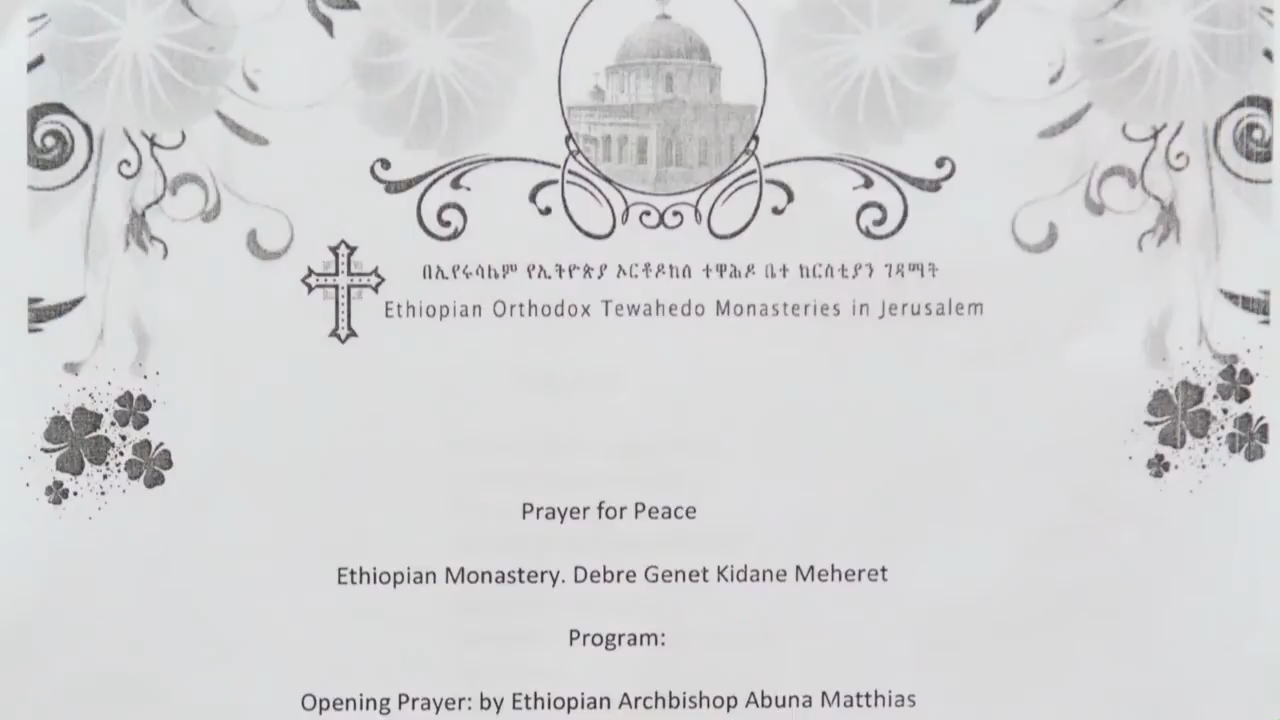 በኢየሩሳሌም የኢትዮጵያ ኦርቶዶክስ ተዋሕዶ ቤተ ክርስቲያን ገዳማት
Ethiopian Orthodox Tewahedo Monasteries in Jerusalem
Prayer for Peace
Ethiopian Monastery. Debre Genet Kidane Meheret
Program:
Opening Prayer: by Ethiopian Archbishop Abuna Matthias